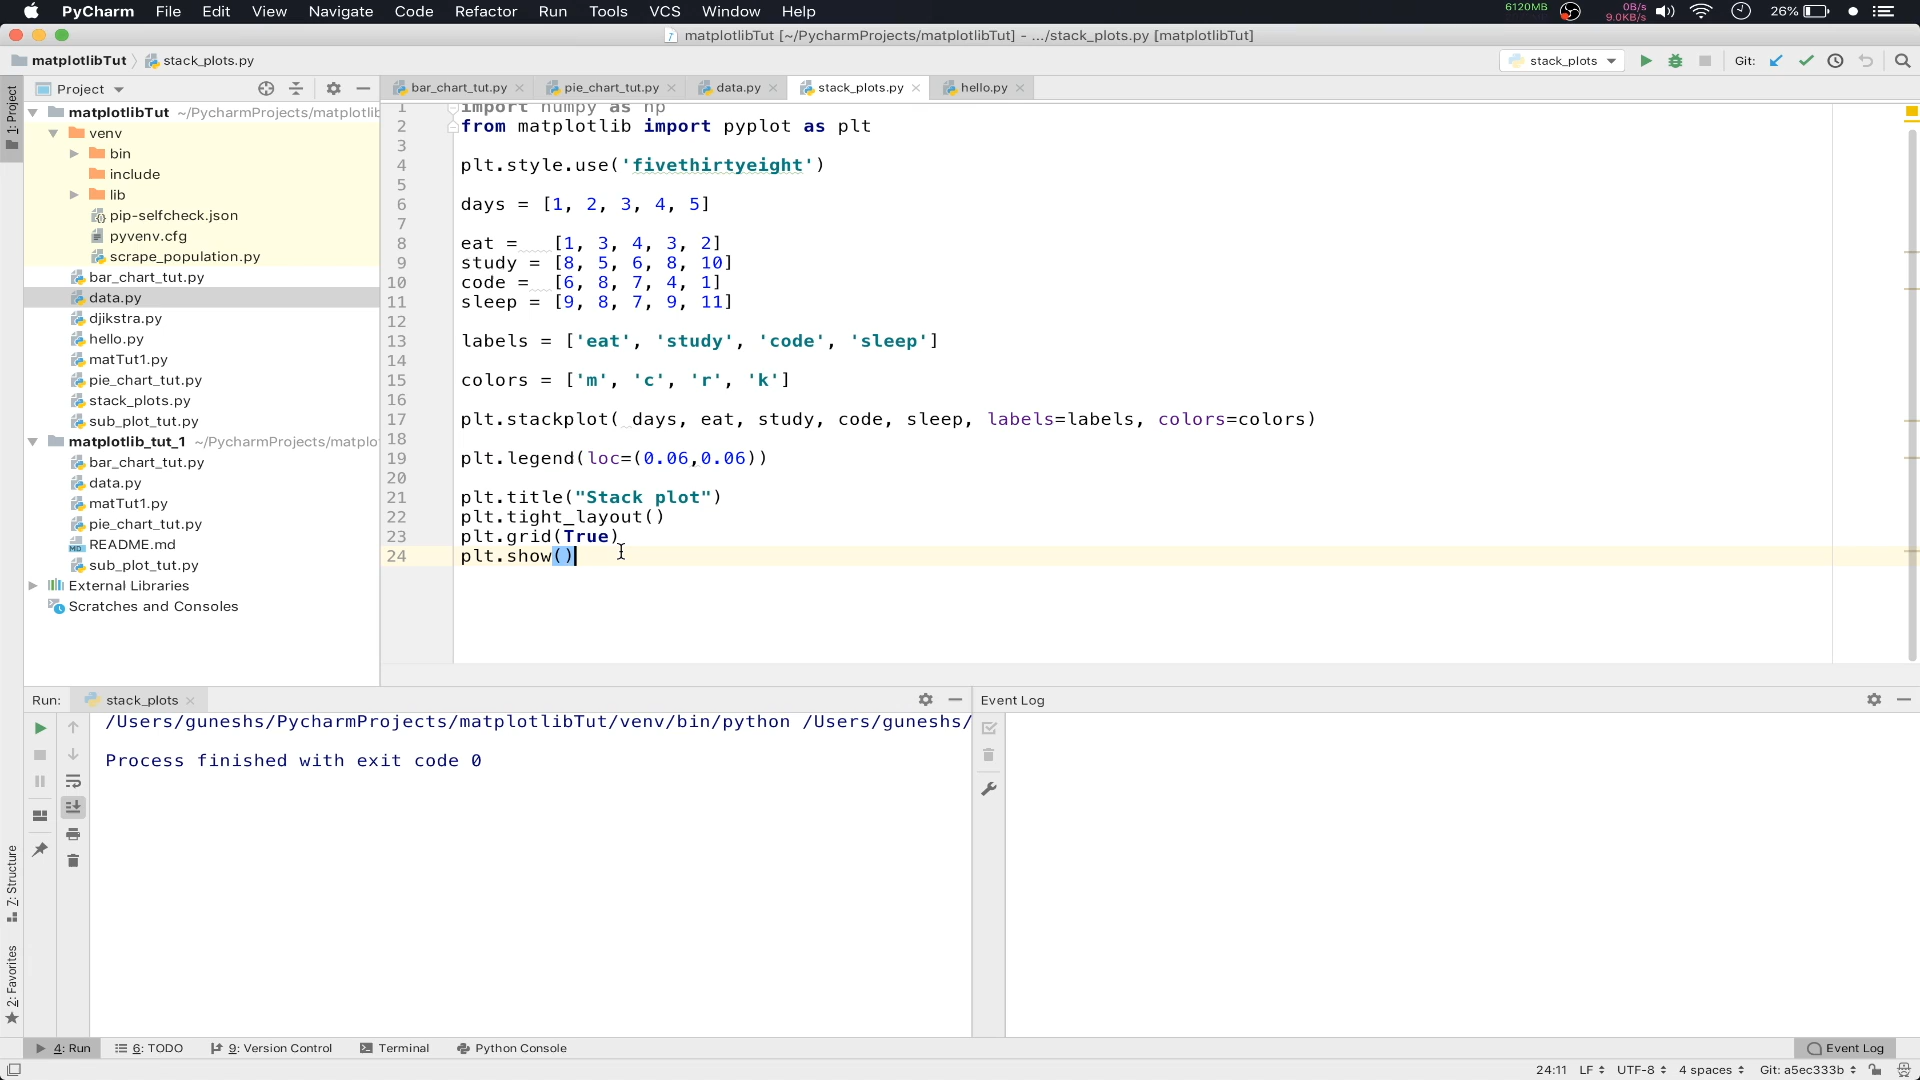 PyCharm File Edit View Navigate Code Refactor Run Tools VCS Window Help 6120MB 0B/s 9.0KB/s 26%
matplotlibTut [~/PycharmProjects/matplotlibTut] - .../stack_plots.py [matplotlibTut]
matplotlibTut stack_plots.py stack_plots Git:
1: Project
Project
matplotlibTut ~/PycharmProjects/matplotlib
venv
bin
include
lib
pip-selfcheck.json
pyvenv.cfg
scrape_population.py
bar_chart_tut.py
data.py
djikstra.py
hello.py
matTut1.py
pie_chart_tut.py
stack_plots.py
sub_plot_tut.py
matplotlib_tut_1 ~/PycharmProjects/matplo
bar_chart_tut.py
data.py
matTut1.py
pie_chart_tut.py
README.md
sub_plot_tut.py
External Libraries
Scratches and Consoles
bar_chart_tut.py pie_chart_tut.py data.py stack_plots.py hello.py
1 import numpy as np
2 from matplotlib import pyplot as plt
3
4 plt.style.use('fivethirtyeight')
5
6 days = [1, 2, 3, 4, 5]
7
8 eat =   [1, 3, 4, 3, 2]
9 study = [8, 5, 6, 8, 10]
10 code =  [6, 8, 7, 4, 1]
11 sleep = [9, 8, 7, 9, 11]
12
13 labels = ['eat', 'study', 'code', 'sleep']
14
15 colors = ['m', 'c', 'r', 'k']
16
17 plt.stackplot( days, eat, study, code, sleep, labels=labels, colors=colors)
18
19 plt.legend(loc=(0.06,0.06))
20
21 plt.title("Stack plot")
22 plt.tight_layout()
23 plt.grid(True)
24 plt.show()
Run: stack_plots
/Users/guneshs/PycharmProjects/matplotlibTut/venv/bin/python /Users/guneshs/
Process finished with exit code 0
Event Log
Z: Structure
2: Favorites
4: Run 6: TODO 9: Version Control Terminal Python Console Event Log
24:11 LF UTF-8 4 spaces Git: a5ec333b